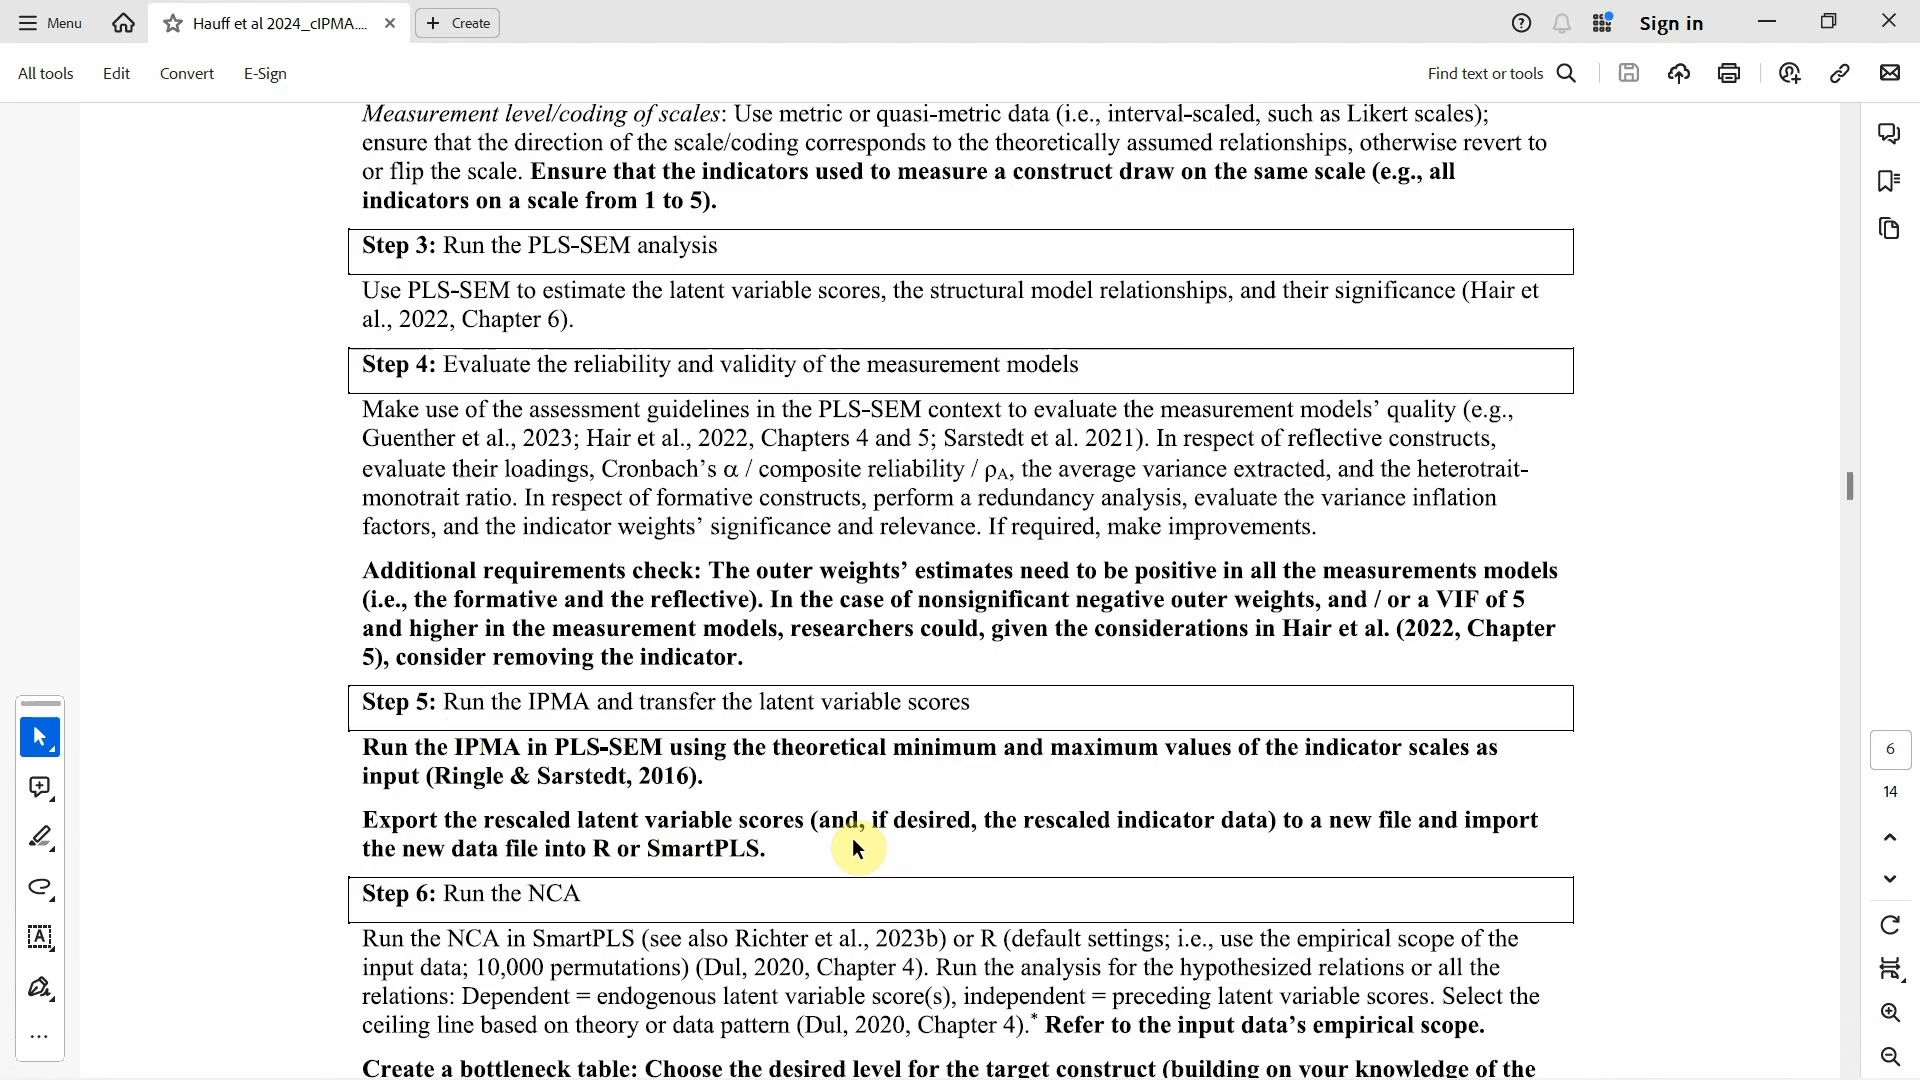 Menu
Hauff et al 2024_cIPMA....
Create
Sign in
All tools
Edit
Convert
E-Sign
Find text or tools
Measurement level/coding of scales: Use metric or quasi-metric data (i.e., interval-scaled, such as Likert scales);
ensure that the direction of the scale/coding corresponds to the theoretically assumed relationships, otherwise revert to
or flip the scale. Ensure that the indicators used to measure a construct draw on the same scale (e.g., all
indicators on a scale from 1 to 5).
Step 3: Run the PLS-SEM analysis
Use PLS-SEM to estimate the latent variable scores, the structural model relationships, and their significance (Hair et
al., 2022, Chapter 6).
Step 4: Evaluate the reliability and validity of the measurement models
Make use of the assessment guidelines in the PLS-SEM context to evaluate the measurement models' quality (e.g.,
Guenther et al., 2023; Hair et al., 2022, Chapters 4 and 5; Sarstedt et al. 2021). In respect of reflective constructs,
evaluate their loadings, Cronbach's α / composite reliability / ρA, the average variance extracted, and the heterotrait-
monotrait ratio. In respect of formative constructs, perform a redundancy analysis, evaluate the variance inflation
factors, and the indicator weights' significance and relevance. If required, make improvements.
Additional requirements check: The outer weights' estimates need to be positive in all the measurements models
(i.e., the formative and the reflective). In the case of nonsignificant negative outer weights, and / or a VIF of 5
and higher in the measurement models, researchers could, given the considerations in Hair et al. (2022, Chapter
5), consider removing the indicator.
Step 5: Run the IPMA and transfer the latent variable scores
Run the IPMA in PLS-SEM using the theoretical minimum and maximum values of the indicator scales as
input (Ringle & Sarstedt, 2016).
Export the rescaled latent variable scores (and, if desired, the rescaled indicator data) to a new file and import
the new data file into R or SmartPLS.
Step 6: Run the NCA
Run the NCA in SmartPLS (see also Richter et al., 2023b) or R (default settings; i.e., use the empirical scope of the
input data; 10,000 permutations) (Dul, 2020, Chapter 4). Run the analysis for the hypothesized relations or all the
relations: Dependent = endogenous latent variable score(s), independent = preceding latent variable scores. Select the
ceiling line based on theory or data pattern (Dul, 2020, Chapter 4).* Refer to the input data's empirical scope.
Create a bottleneck table: Choose the desired level for the target construct (building on your knowledge of the
6
14